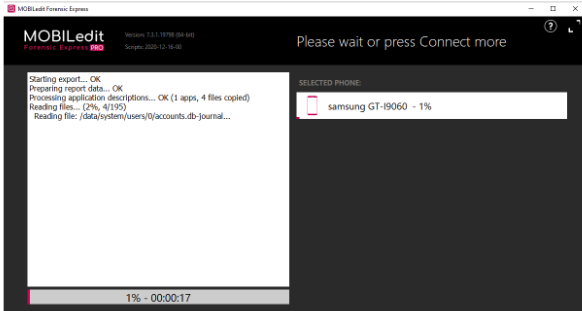 MOBILedit Forensic Express
MOBILedit
Forensic Express PRO
Version: 7.3.1.19798 (64-bit)
Scripts: 2020-12-16-00
Please wait or press Connect more
?
Starting export... OK
Preparing report data... OK
Processing application descriptions... OK (1 apps, 4 files copied)
Reading files... (2%, 4/195)
Reading file: /data/system/users/0/accounts.db-journal...
SELECTED PHONE:
samsung GT-I9060 - 1%
1% - 00:00:17